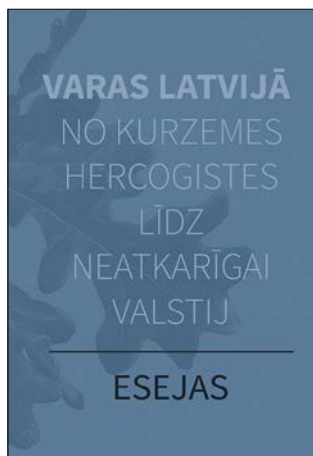 VARAS LATVIJĀ
NO KURZEMES
HERCOGISTES
LĪDZ
NEATKARĪGAI
VALSTIJ
ESEJAS